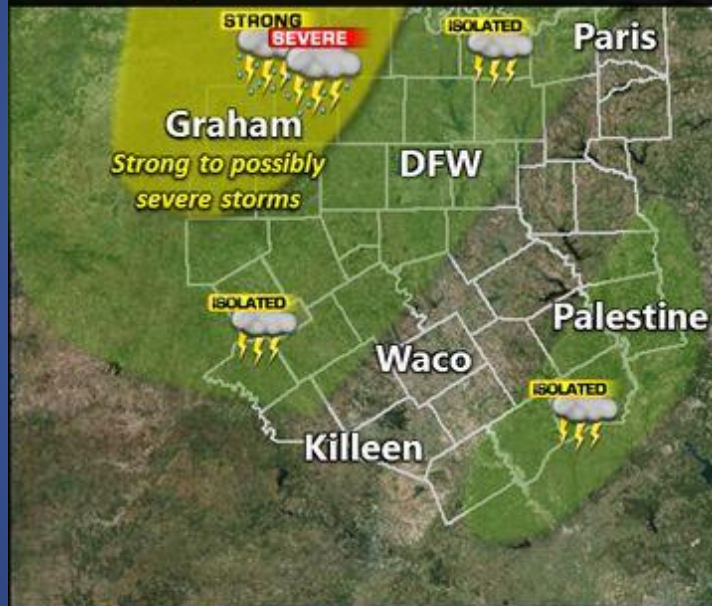 STRONG
SEVERE
ISOLATED
Paris
Graham
Strong to possibly
severe storms
DFW
ISOLATED
Palestine
Waco
ISOLATED
Killeen